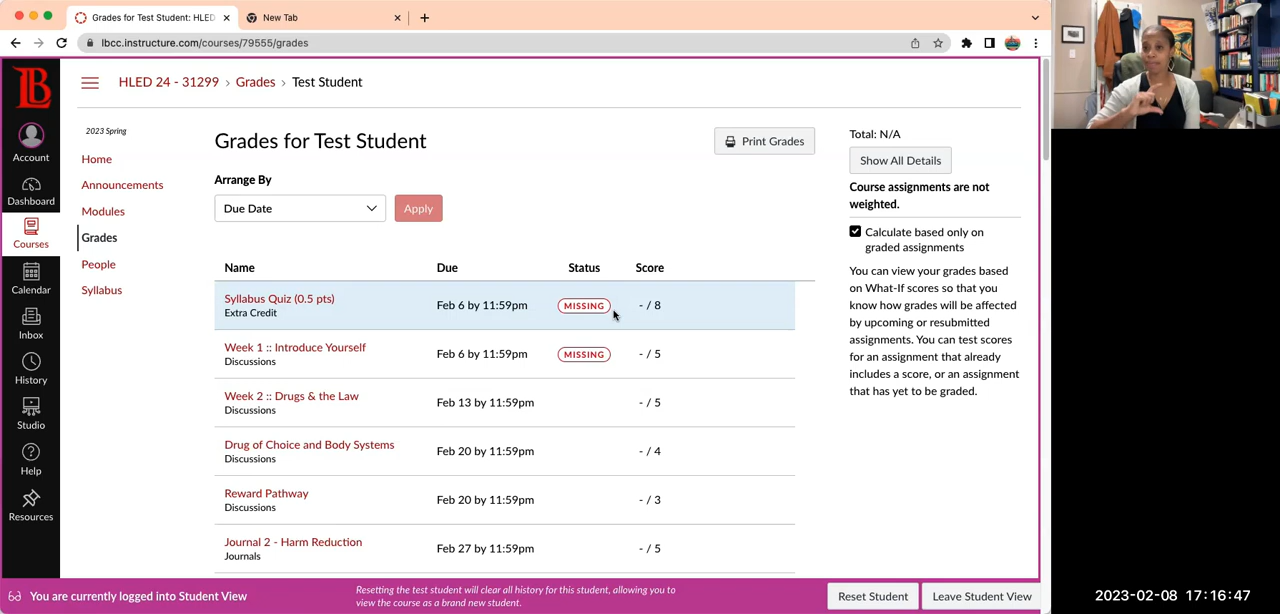 Grades for Test Student: HLED
New Tab
lbcc.instructure.com/courses/79555/grades
HLED 24 - 31299 › Grades › Test Student
Account
Dashboard
Courses
Calendar
Inbox
History
Studio
Help
Resources
2023 Spring
Home
Announcements
Modules
Grades
People
Syllabus
Grades for Test Student
Print Grades
Arrange By
Due Date
Apply
Name Due Status Score
Syllabus Quiz (0.5 pts) Feb 6 by 11:59pm MISSING - / 8
Extra Credit
Week 1 :: Introduce Yourself Feb 6 by 11:59pm MISSING - / 5
Discussions
Week 2 :: Drugs & the Law Feb 13 by 11:59pm - / 5
Discussions
Drug of Choice and Body Systems Feb 20 by 11:59pm - / 4
Discussions
Reward Pathway Feb 20 by 11:59pm - / 3
Discussions
Journal 2 - Harm Reduction Feb 27 by 11:59pm - / 5
Journals
Total: N/A
Show All Details
Course assignments are not
weighted.
Calculate based only on
graded assignments
You can view your grades based
on What-If scores so that you
know how grades will be affected
by upcoming or resubmitted
assignments. You can test scores
for an assignment that already
includes a score, or an assignment
that has yet to be graded.
You are currently logged into Student View
Resetting the test student will clear all history for this student, allowing you to
view the course as a brand new student.
Reset Student
Leave Student View
2023-02-08 17:16:47